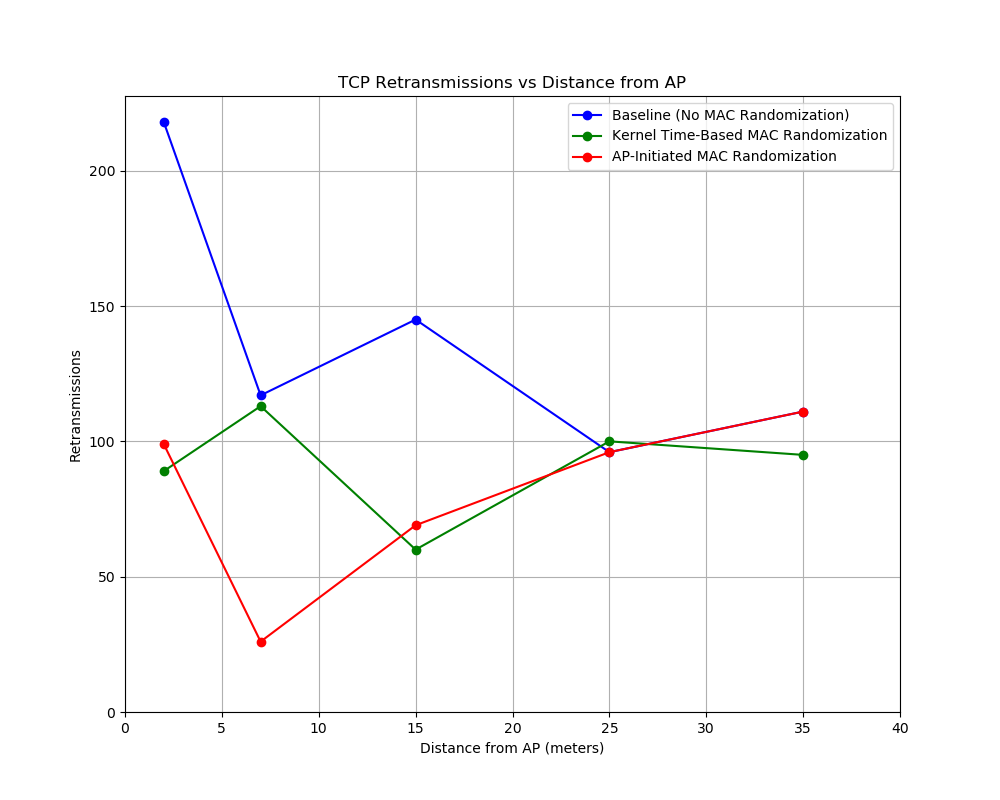 TCP Retransmissions vs Distance from AP
Baseline (No MAC Randomization)
Kernel Time-Based MAC Randomization
AP-Initiated MAC Randomization
Retransmissions
200
150
100
50
0
0 5 10 15 20 25 30 35 40
Distance from AP (meters)